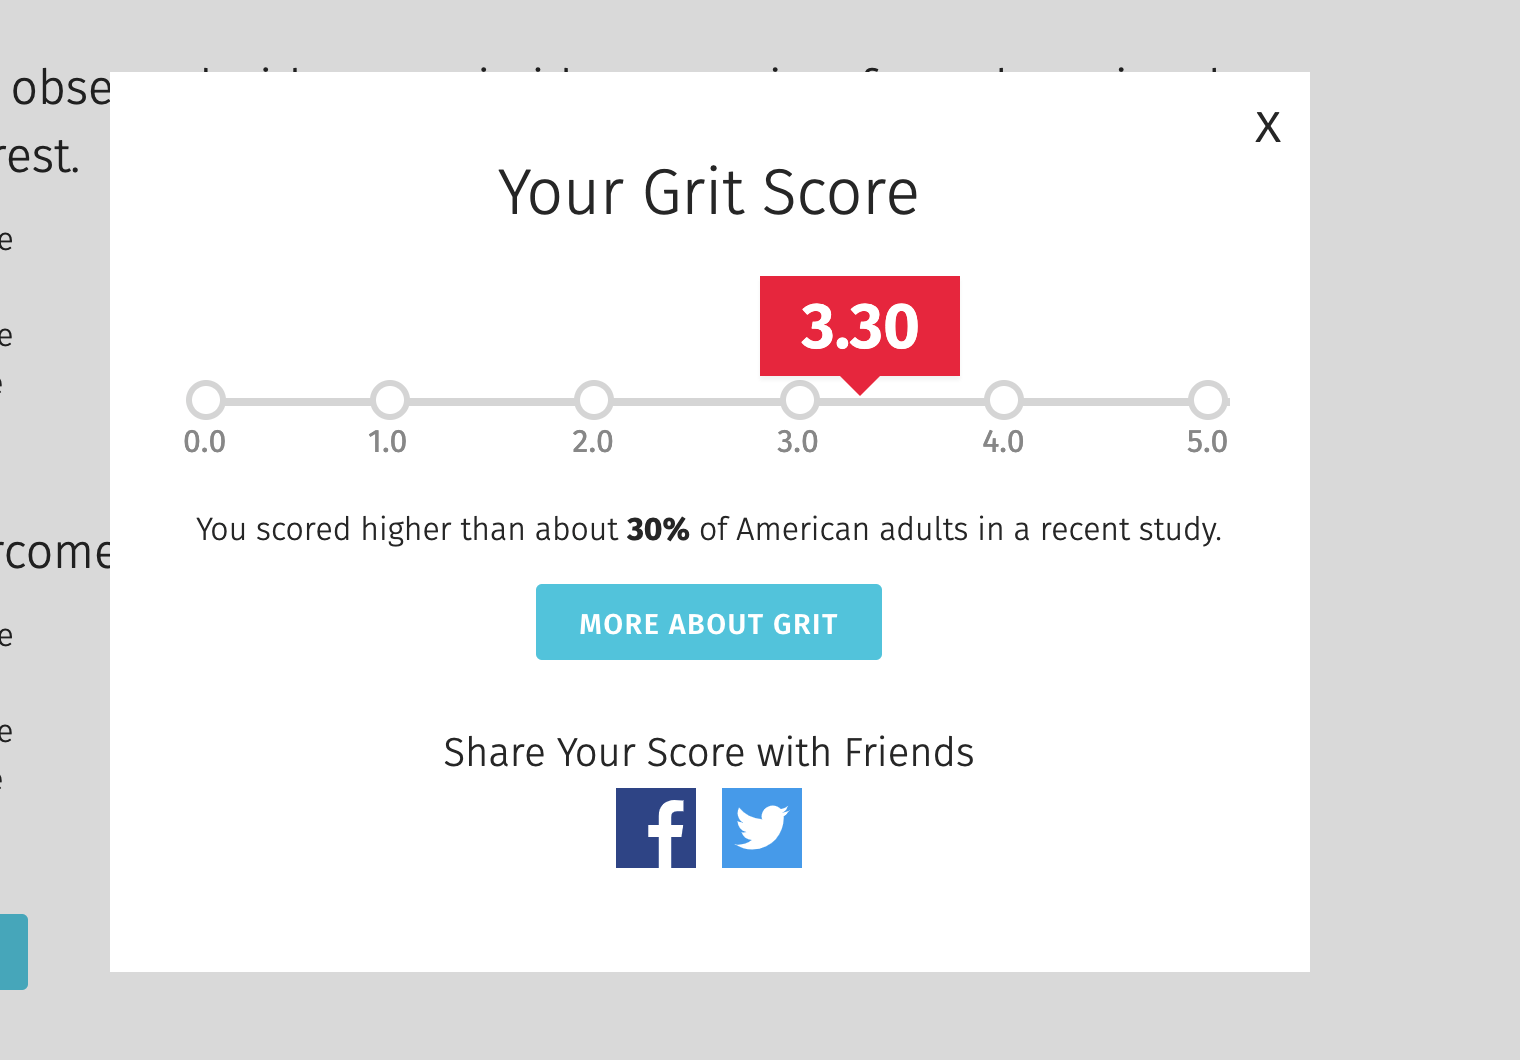 obse
rest.
X
Your Grit Score
e
3.30
e
e
0.0 1.0 2.0 3.0 4.0 5.0
You scored higher than about 30% of American adults in a recent study.
rcome
MORE ABOUT GRIT
e
e
Share Your Score with Friends
e